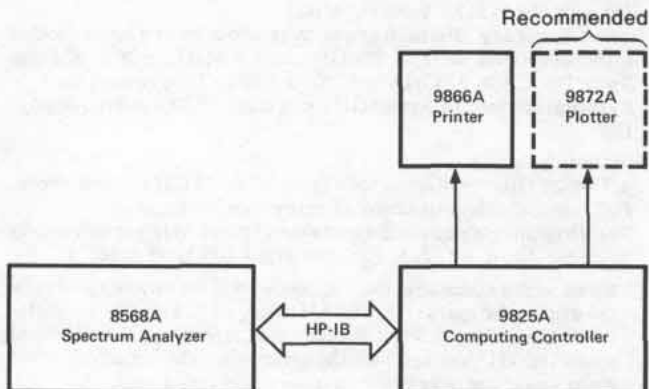 Recommended
9866A
Printer
9872A
Plotter
8568A
Spectrum Analyzer
HP-IB
9825A
Computing Controller